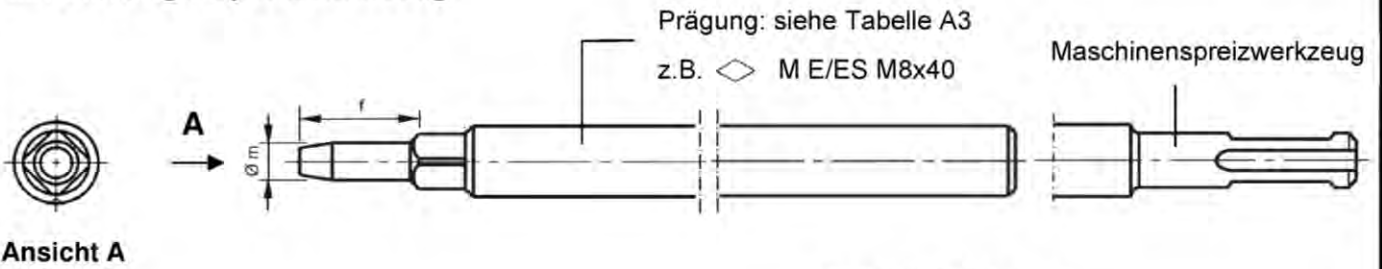 Prägung: siehe Tabelle A3
z.B. M E/ES M8x40
Maschinenspreizwerkzeug
f
A
Ø m
Ansicht A